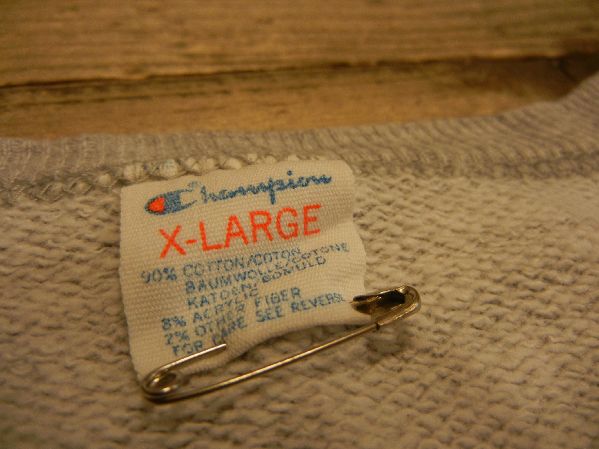 Champion
X-LARGE
90% COTTON/COTON
BAUMWOLLE/COTONE
KATOEN/BOMULD
8% ACRYLIC FIBER
2% OTHER FIBER
FOR CARE SEE REVERSE